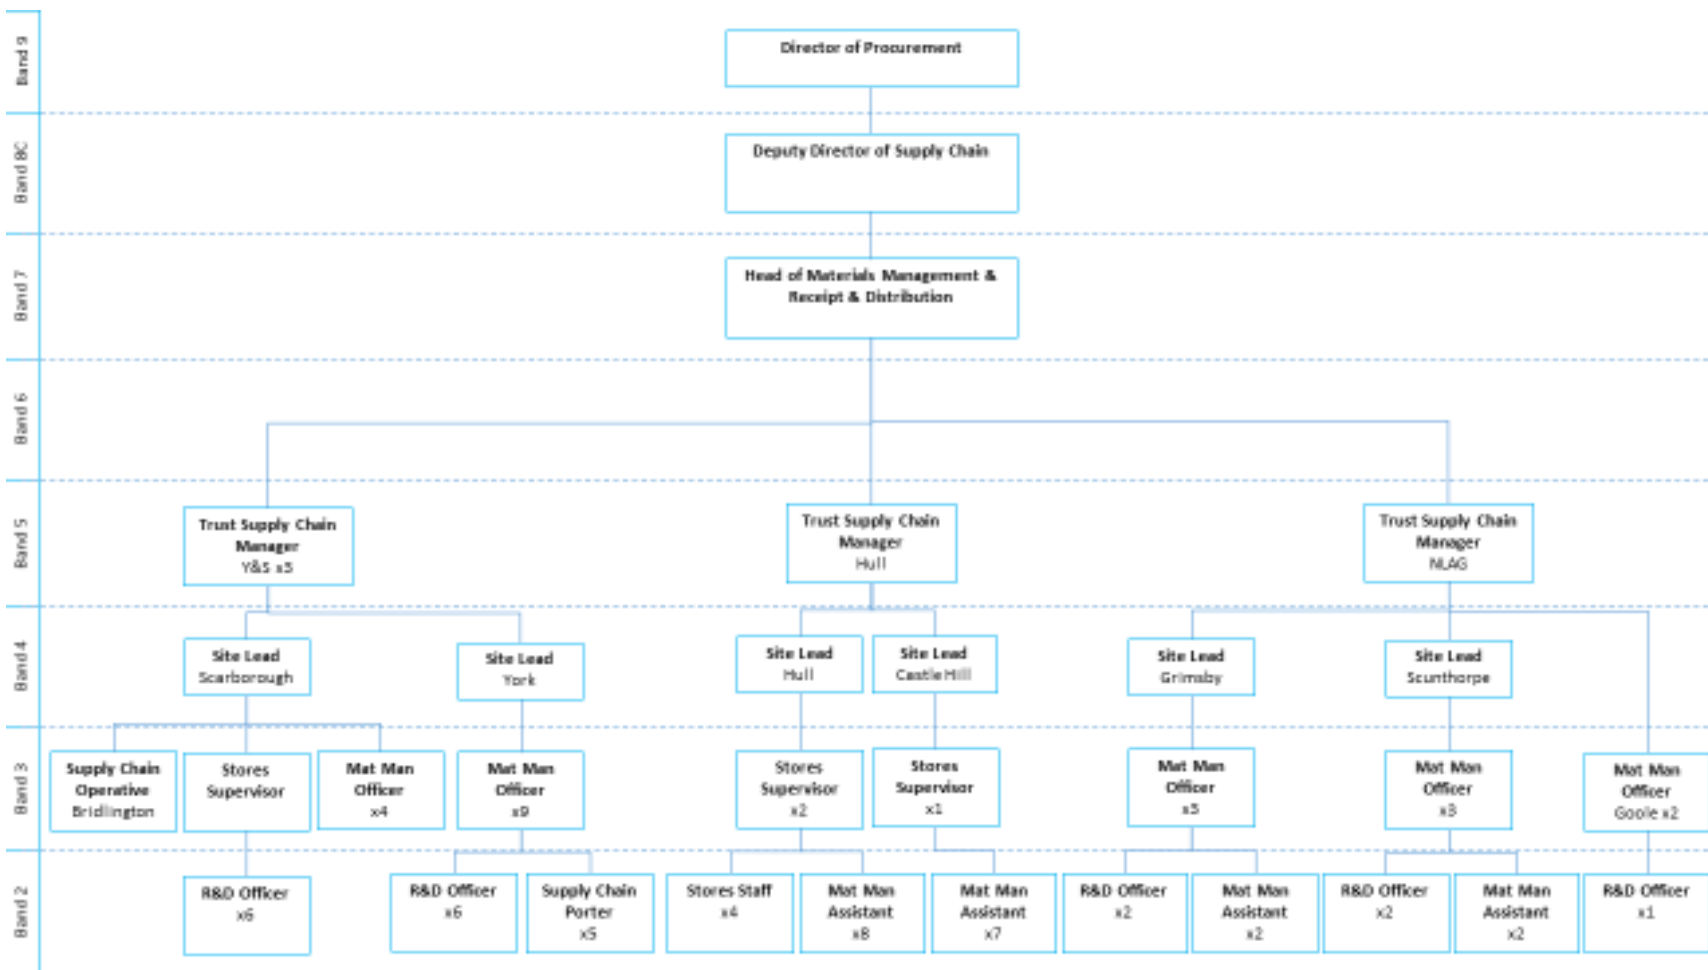 Band 9
Director of Procurement
Band 8C
Deputy Director of Supply Chain
Band 7
Head of Materials Management &
Receipt & Distribution
Band 6
Band 5
Trust Supply Chain
Manager
Y&S x3
Trust Supply Chain
Manager
Hull
Trust Supply Chain
Manager
NLAG
Band 4
Site Lead
Scarborough
Site Lead
York
Site Lead
Hull
Site Lead
Castle Hill
Site Lead
Grimsby
Site Lead
Scunthorpe
Band 3
Supply Chain
Operative
Bridlington
Stores
Supervisor
Mat Man
Officer
x4
Mat Man
Officer
x9
Stores
Supervisor
x2
Stores
Supervisor
x1
Mat Man
Officer
Mat Man
Officer
x3
Mat Man
Officer
Goole x2
Band 2
R&D Officer
x6
R&D Officer
x6
Supply Chain
Porter
x5
Stores Staff
x4
Mat Man
Assistant
x8
Mat Man
Assistant
x7
R&D Officer
x2
Mat Man
Assistant
x2
R&D Officer
x2
Mat Man
Assistant
x2
R&D Officer
x1